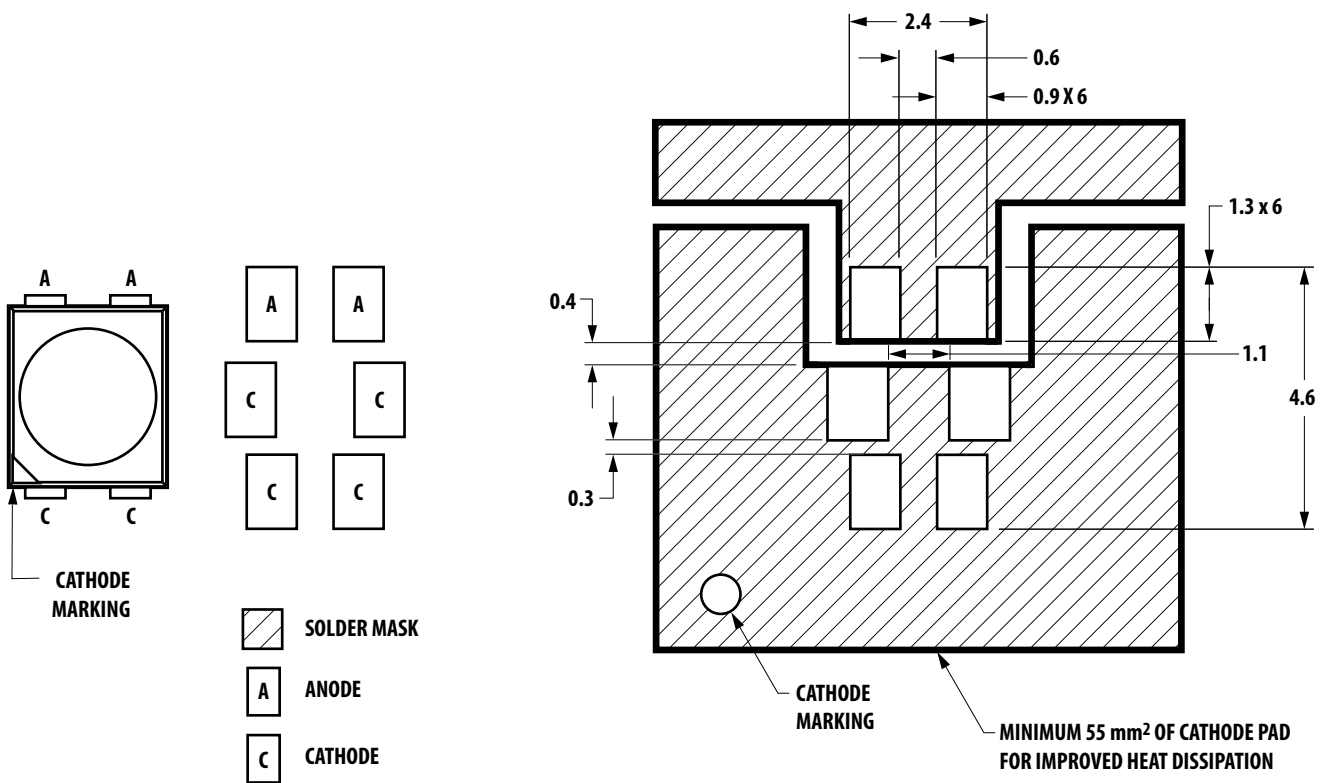 A
A
C
C
CATHODE
MARKING
A
A
C
C
C
C
SOLDER MASK
A
ANODE
C
CATHODE
2.4
0.6
0.9 X 6
1.3 x 6
0.4
1.1
4.6
0.3
CATHODE
MARKING
MINIMUM 55 mm² OF CATHODE PAD
FOR IMPROVED HEAT DISSIPATION